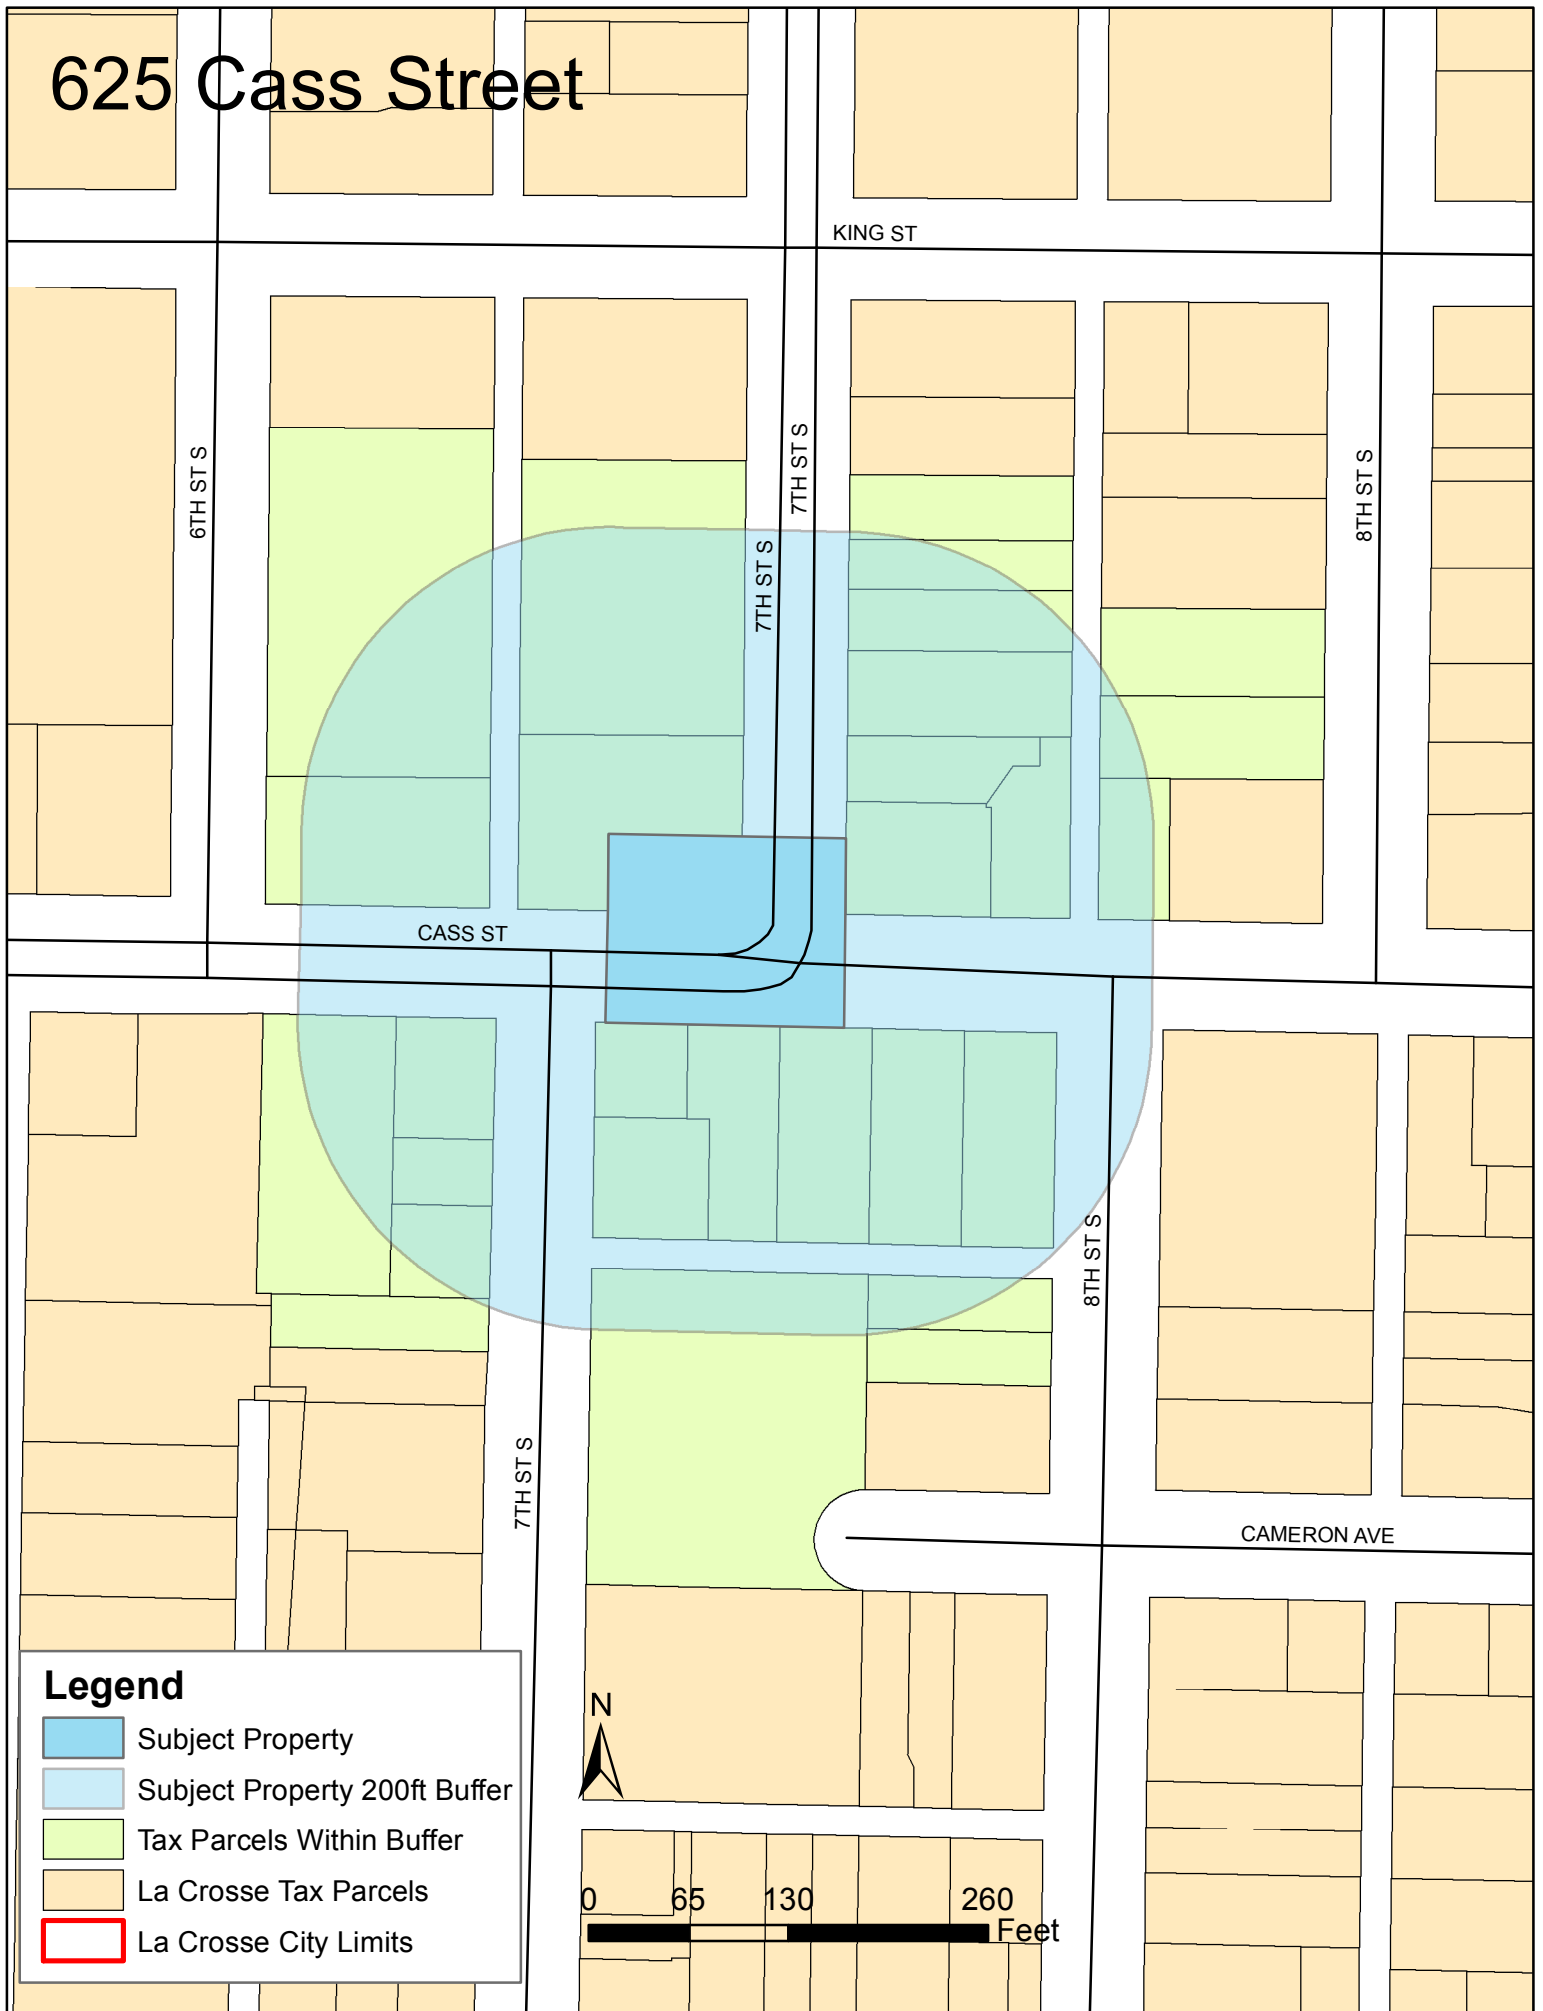 625 Cass Street
KING ST
6TH ST S
7TH ST S
7TH ST S
8TH ST S
CASS ST
8TH ST S
7TH ST S
CAMERON AVE
Legend
Subject Property
Subject Property 200ft Buffer
Tax Parcels Within Buffer
La Crosse Tax Parcels
La Crosse City Limits
N
0 65 130 260
Feet